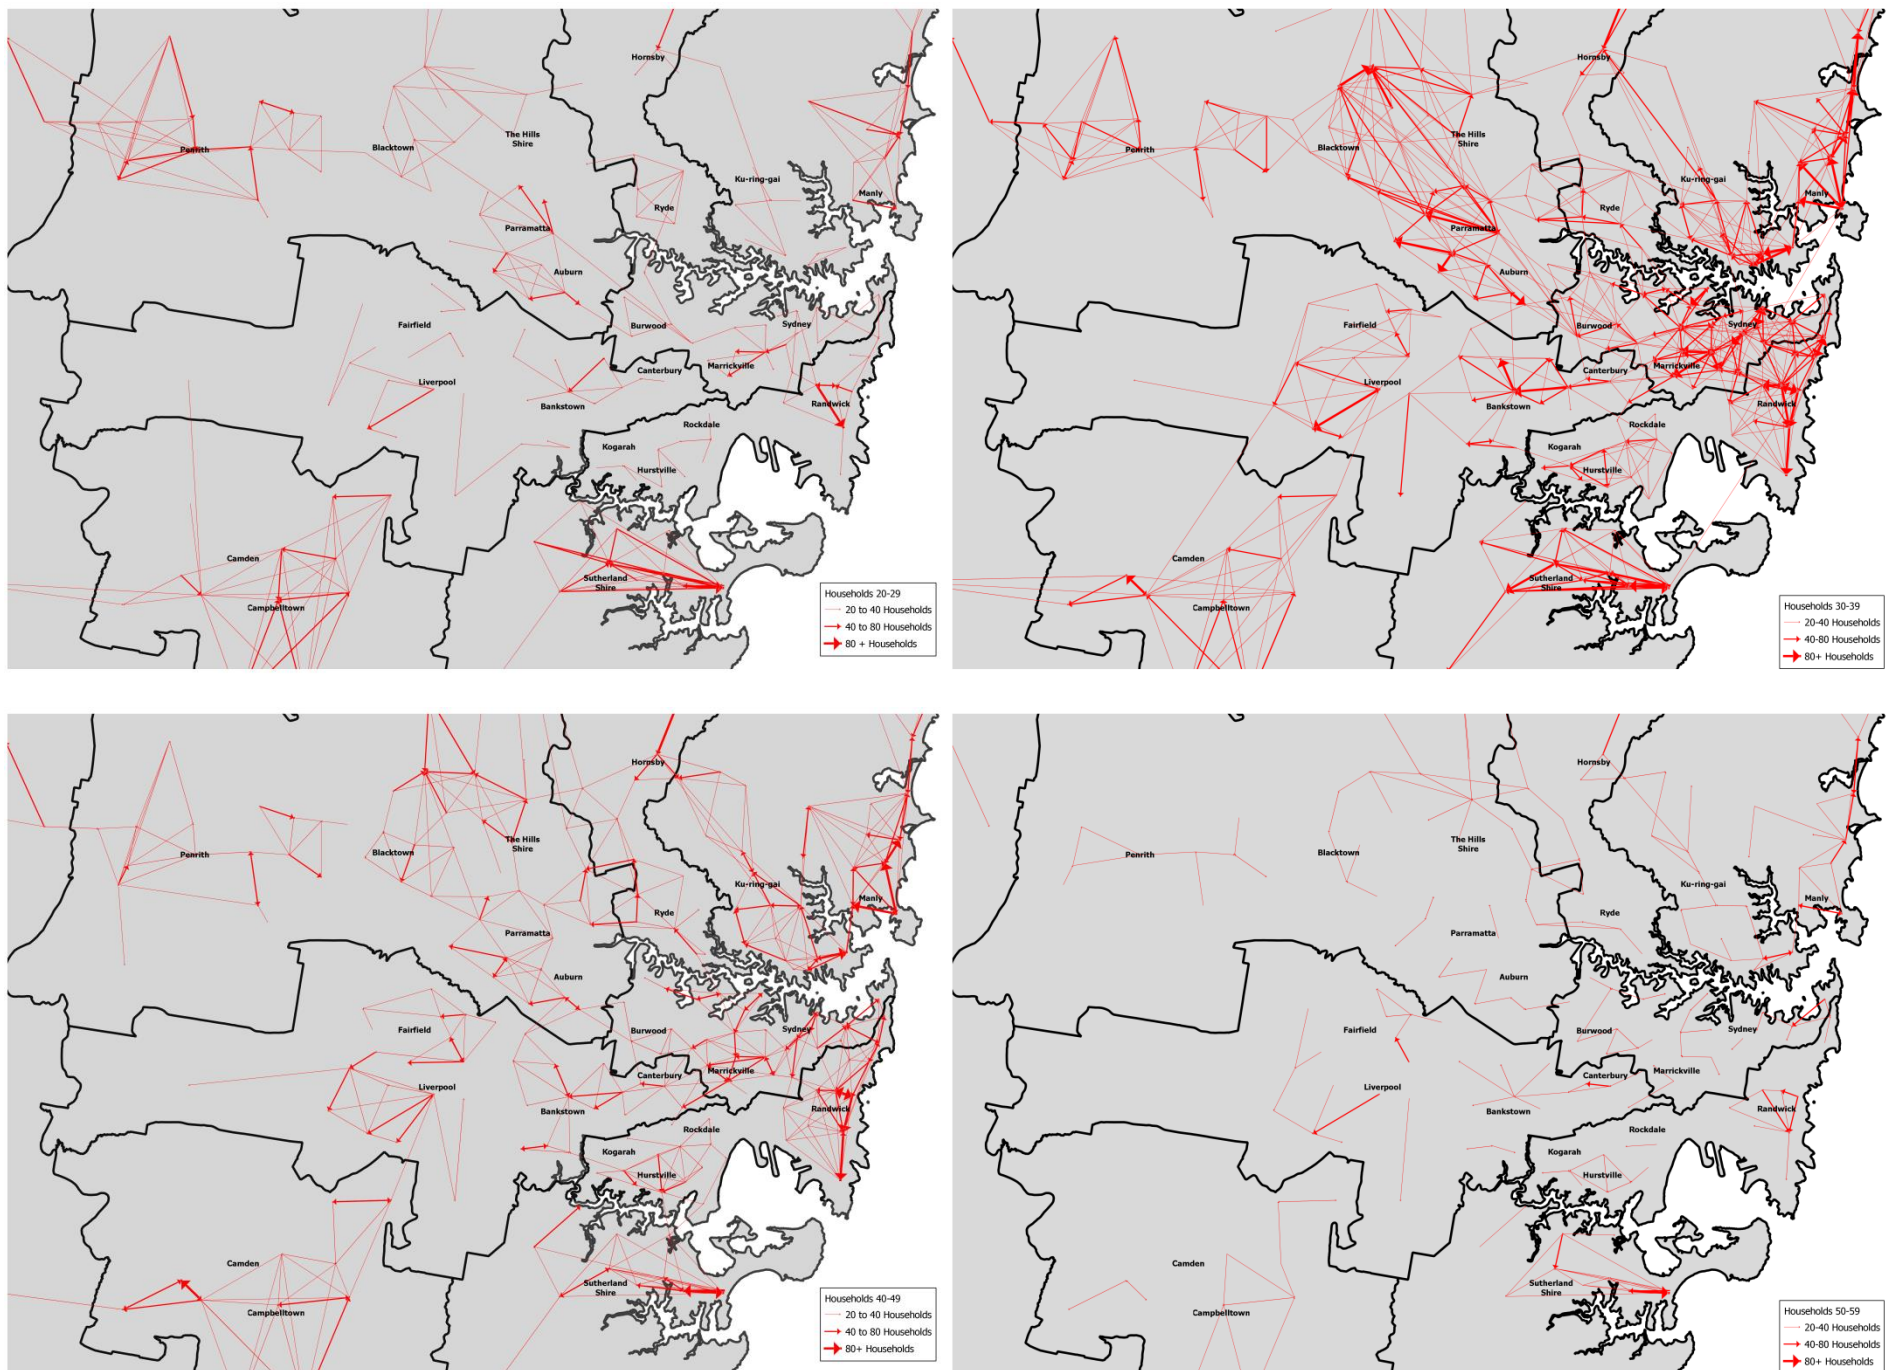 Hornsby
Penrith
Blacktown
The Hills
Shire
Ku-ring-gai
Manly
Ryde
Parramatta
Auburn
Fairfield
Burwood
Sydney
Liverpool
Canterbury
Marrickville
Bankstown
Randwick
Rockdale
Kogarah
Hurstville
Camden
Campbelltown
Sutherland
Shire
Households 20-29
20 to 40 Households
40 to 80 Households
80 + Households
Hornsby
Penrith
Blacktown
The Hills
Shire
Ku-ring-gai
Manly
Ryde
Parramatta
Auburn
Fairfield
Burwood
Sydney
Liverpool
Canterbury
Marrickville
Bankstown
Randwick
Rockdale
Kogarah
Hurstville
Camden
Campbelltown
Sutherland
Shire
Households 30-39
20-40 Households
40-80 Households
80+ Households
Hornsby
Penrith
Blacktown
The Hills
Shire
Ku-ring-gai
Manly
Ryde
Parramatta
Auburn
Fairfield
Burwood
Sydney
Liverpool
Canterbury
Marrickville
Bankstown
Randwick
Rockdale
Kogarah
Hurstville
Camden
Campbelltown
Sutherland
Shire
Households 40-49
20 to 40 Households
40 to 80 Households
80+ Households
Hornsby
Penrith
Blacktown
The Hills
Shire
Ku-ring-gai
Manly
Ryde
Parramatta
Auburn
Fairfield
Burwood
Sydney
Liverpool
Canterbury
Marrickville
Bankstown
Randwick
Rockdale
Kogarah
Hurstville
Camden
Campbelltown
Sutherland
Shire
Households 50-59
20-40 Households
40-80 Households
80+ Households